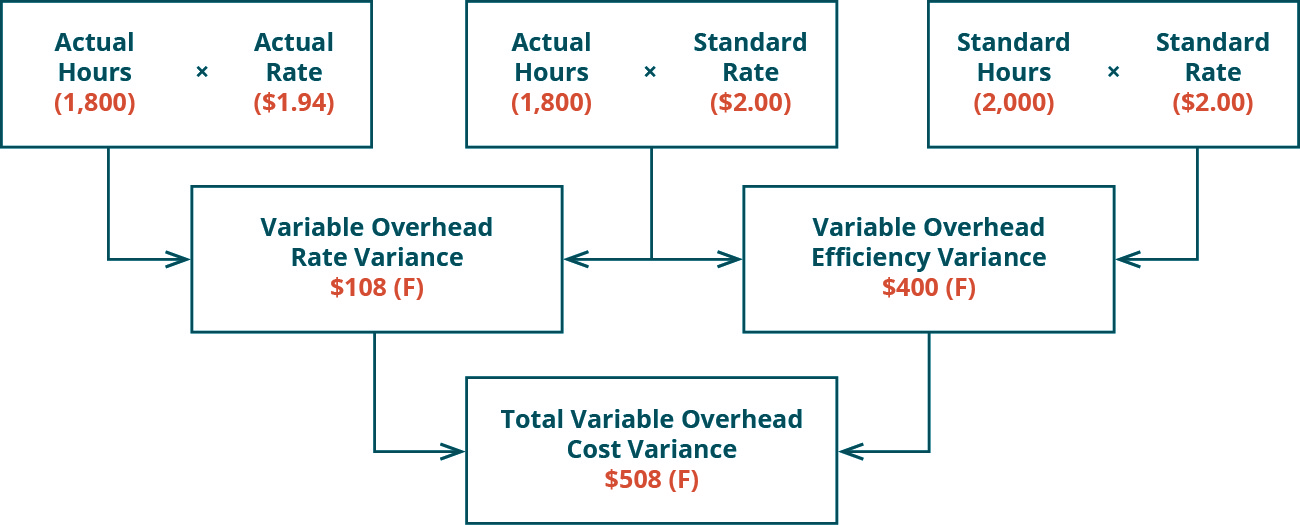 Actual Hours (1,800) × Actual Rate ($1.94)
Actual Hours (1,800) × Standard Rate ($2.00)
Standard Hours (2,000) × Standard Rate ($2.00)
Variable Overhead
Rate Variance
$108 (F)
Variable Overhead
Efficiency Variance
$400 (F)
Total Variable Overhead
Cost Variance
$508 (F)